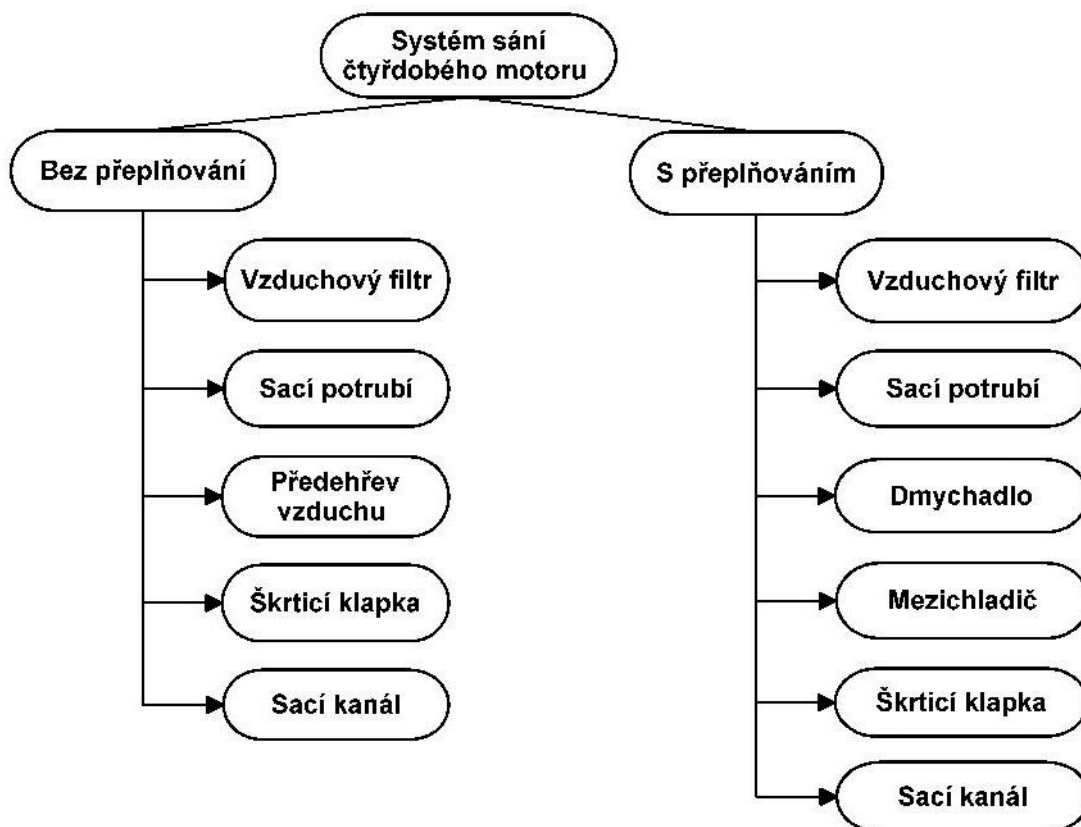 Systém sání
čtyřdobého motoru
Bez přeplňování
Vzduchový filtr
Sací potrubí
Předehřev
vzduchu
Škrticí klapka
Sací kanál
S přeplňováním
Vzduchový filtr
Sací potrubí
Dmychadlo
Mezichladič
Škrticí klapka
Sací kanál